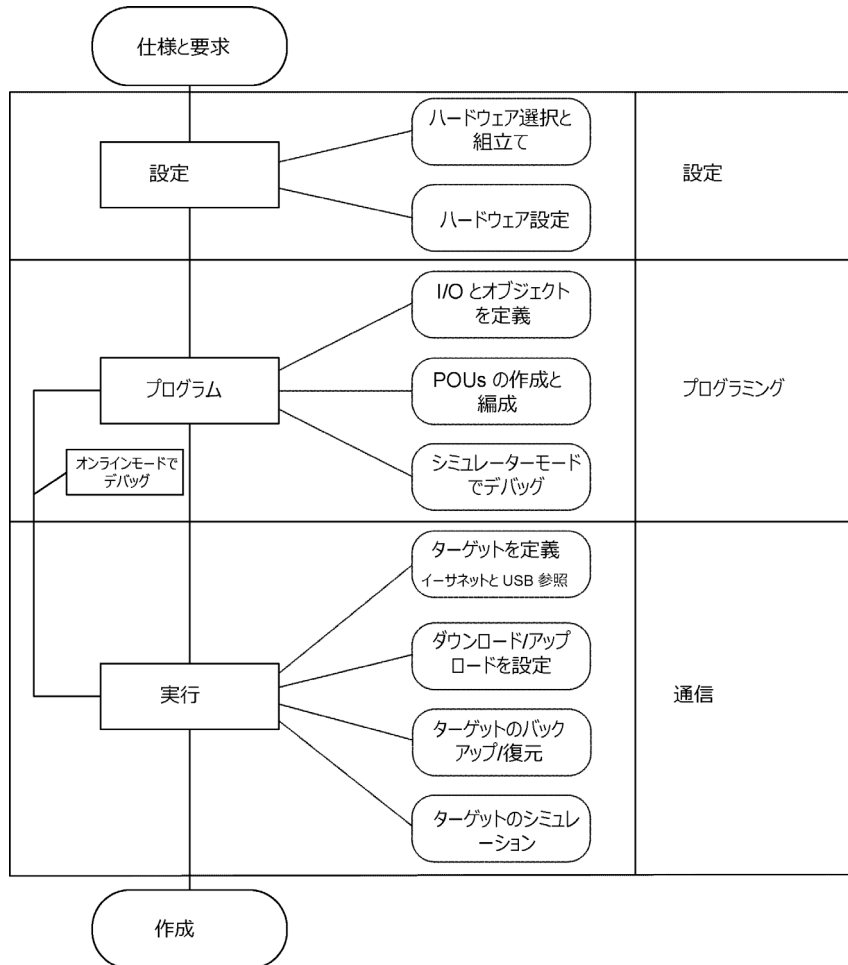 仕様と要求
ハードウェア選択と
組立て
設定
設定
ハードウェア設定
I/O とオブジェクト
を定義
プログラム
POUs の作成と
編成
プログラミング
オンラインモードで
デバッグ
シミュレーターモード
でデバッグ
ターゲットを定義
イーサネットと USB 参照
ダウンロード/アップ
ロードを設定
実行
通信
ターゲットのバック
アップ/復元
ターゲットのシミュレ
ーション
作成